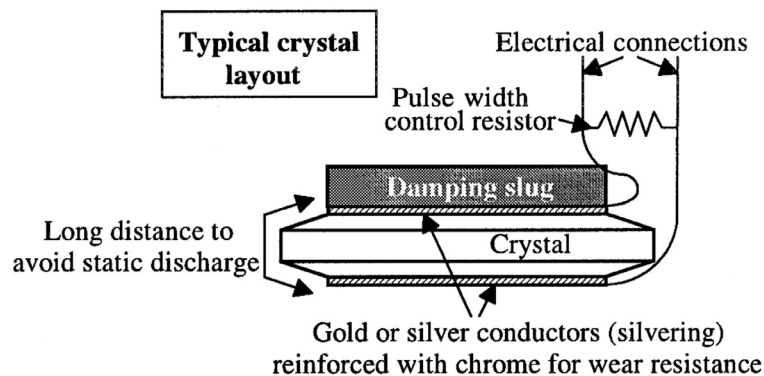 Typical crystal
layout
Electrical connections
Pulse width
control resistor
Damping slug
Long distance to
avoid static discharge
Crystal
Gold or silver conductors (silvering)
reinforced with chrome for wear resistance